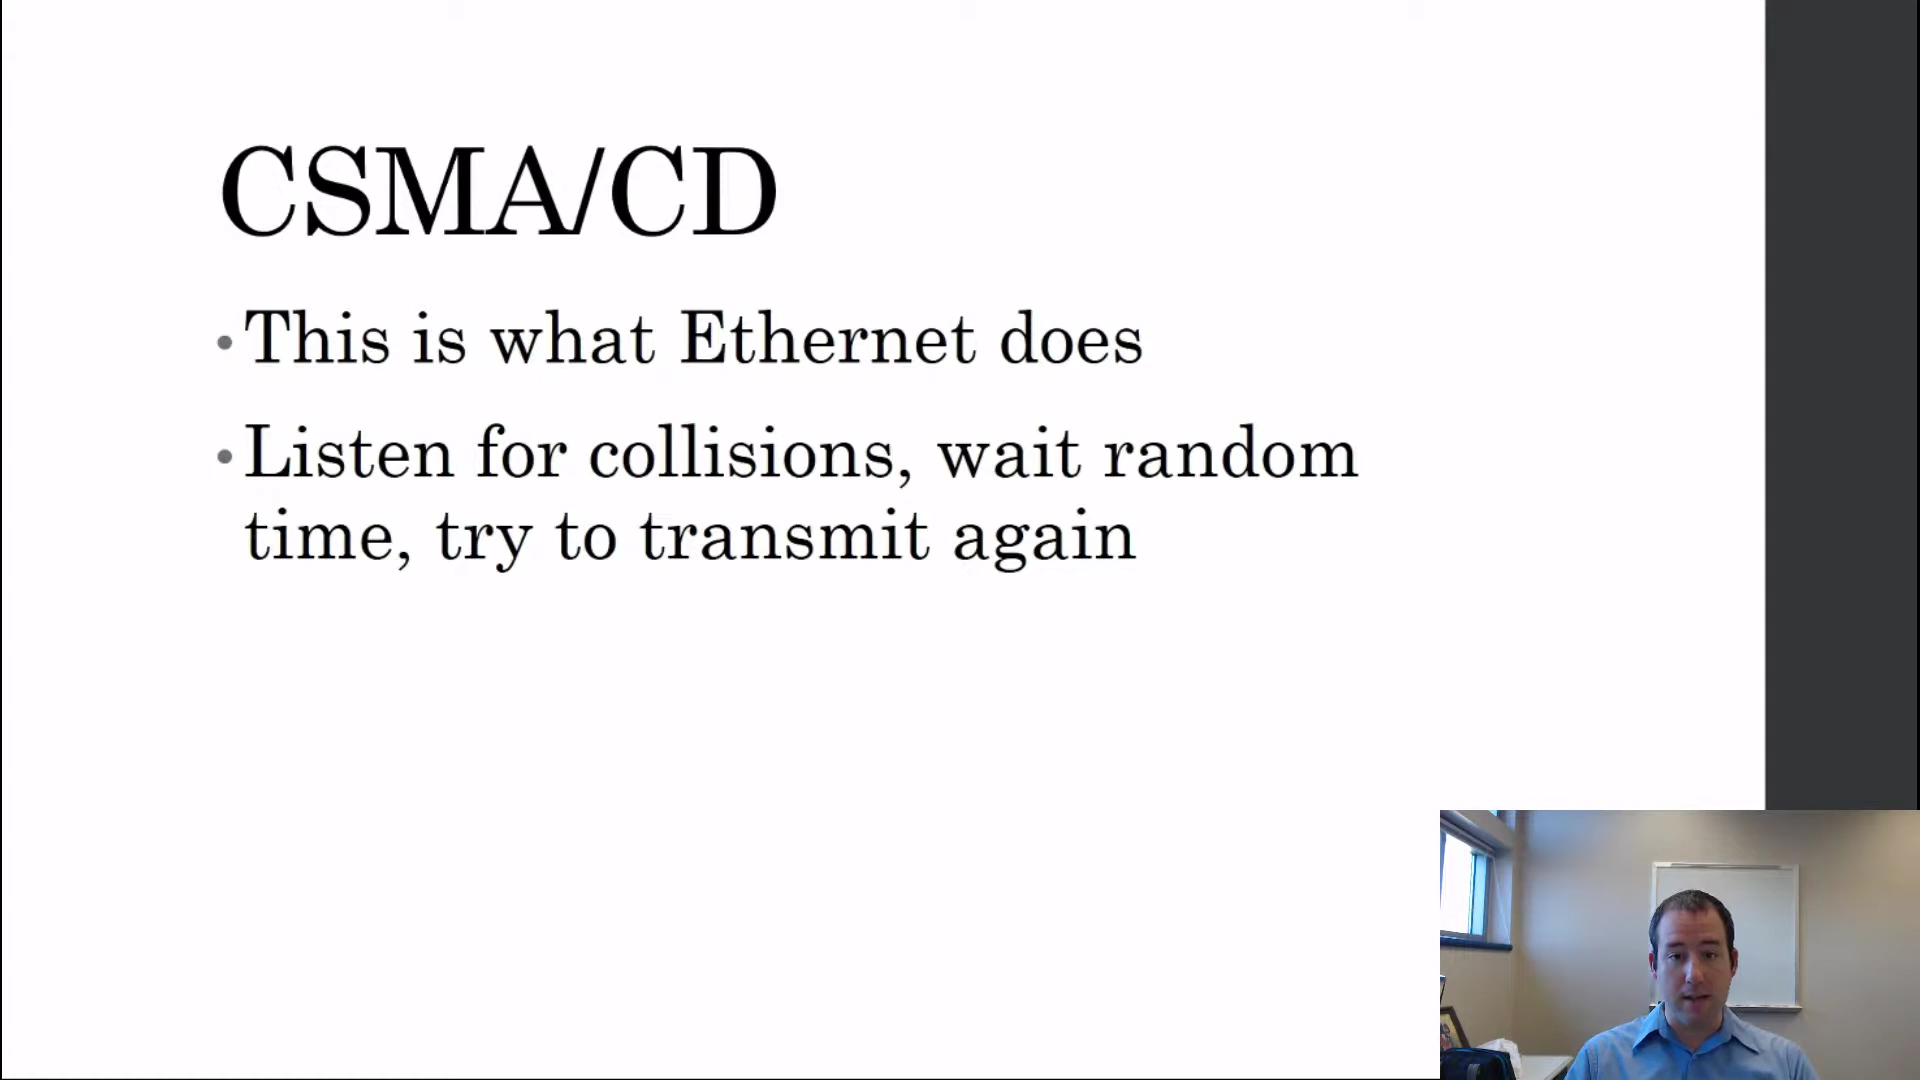 CSMA/CD
• This is what Ethernet does
• Listen for collisions, wait random
time, try to transmit again